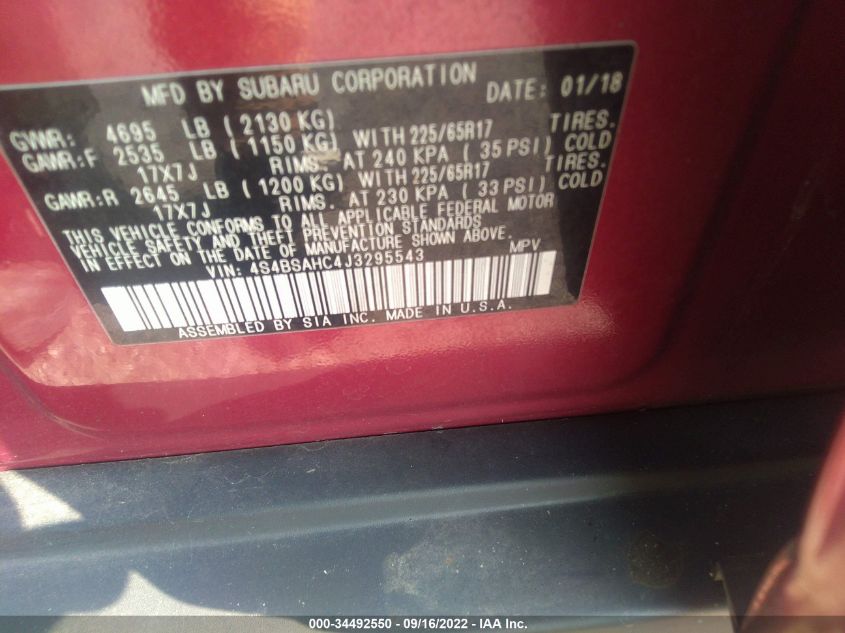 MFD BY SUBARU CORPORATION DATE: 01/18
GVWR: 4695 LB ( 2130 KG)
GAWR:F 2535 LB ( 1150 KG) WITH 225/65R17 TIRES.
17X7J RIMS. AT 240 KPA ( 35 PSI) COLD
GAWR:R 2645 LB ( 1200 KG) WITH 225/65R17 TIRES.
17X7J RIMS. AT 230 KPA ( 33 PSI) COLD
THIS VEHICLE CONFORMS TO ALL APPLICABLE FEDERAL MOTOR
VEHICLE SAFETY AND THEFT PREVENTION STANDARDS
IN EFFECT ON THE DATE OF MANUFACTURE SHOWN ABOVE.
VIN: 4S4BSAHC4J3295543 MPV
ASSEMBLED BY SIA INC. MADE IN U.S.A.
000-34492550 - 09/16/2022 - IAA Inc.